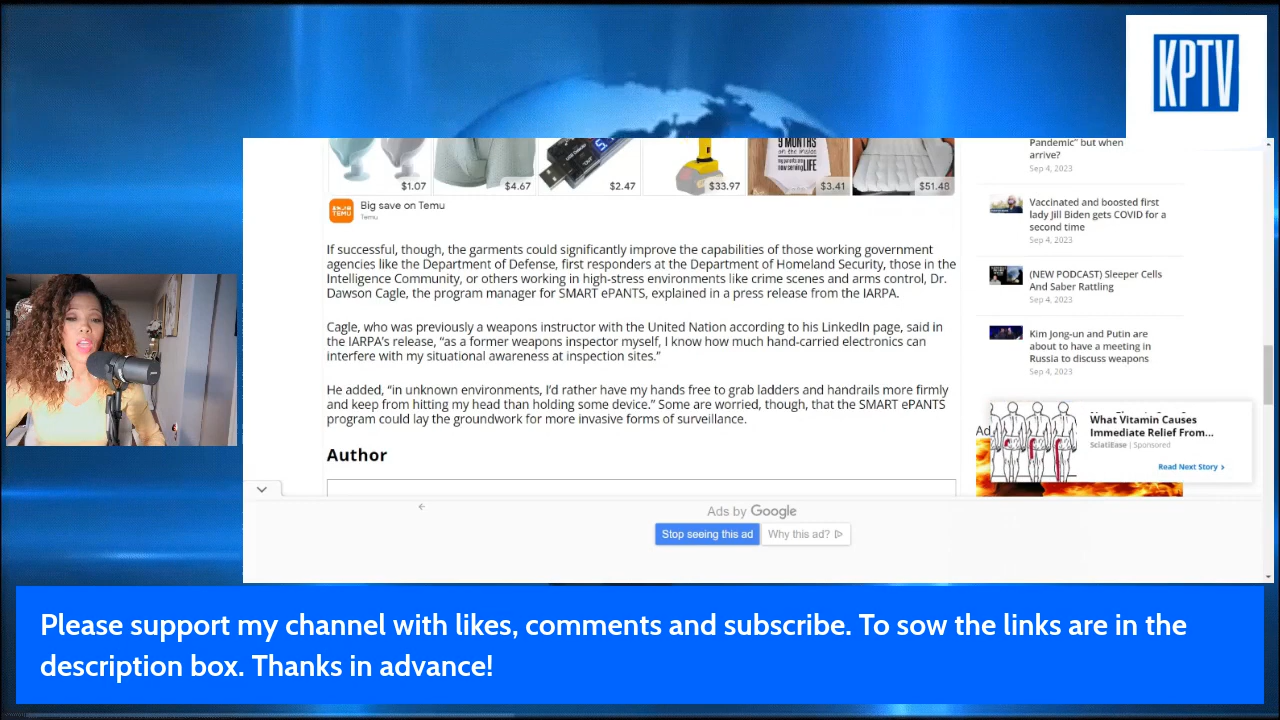 KPTV
9 MONTHS
on the inside
LIFE
$1.07
$4.67
$2.47
$33.97
$3.41
$51.48
TEMU
Big save on Temu
Temu
If successful, though, the garments could significantly improve the capabilities of those working government
agencies like the Department of Defense, first responders at the Department of Homeland Security, those in the
Intelligence Community, or others working in high-stress environments like crime scenes and arms control, Dr.
Dawson Cagle, the program manager for SMART ePANTS, explained in a press release from the IARPA.
Cagle, who was previously a weapons instructor with the United Nation according to his LinkedIn page, said in
the IARPA's release, “as a former weapons inspector myself, I know how much hand-carried electronics can
interfere with my situational awareness at inspection sites.”
He added, “in unknown environments, I'd rather have my hands free to grab ladders and handrails more firmly
and keep from hitting my head than holding some device.” Some are worried, though, that the SMART ePANTS
program could lay the groundwork for more invasive forms of surveillance.
Author
Pandemic” but when
arrive?
Sep 4, 2023
Vaccinated and boosted first
lady Jill Biden gets COVID for a
second time
Sep 4, 2023
(NEW PODCAST) Sleeper Cells
And Saber Rattling
Sep 4, 2023
Kim Jong-un and Putin are
about to have a meeting in
Russia to discuss weapons
Sep 4, 2023
Ad
What Vitamin Causes
Immediate Relief From...
SciatiEase | Sponsored
Read Next Story >
Ads by Google
Stop seeing this ad
Why this ad?
Please support my channel with likes, comments and subscribe. To sow the links are in the
description box. Thanks in advance!